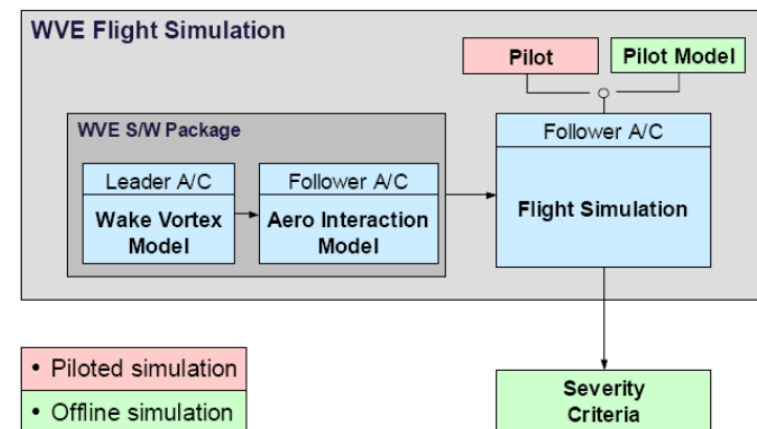 WVE Flight Simulation
Pilot
Pilot Model
WVE S/W Package
Follower A/C
Leader A/C
Follower A/C
Flight Simulation
Wake Vortex
Model
Aero Interaction
Model
• Piloted simulation
• Offline simulation
Severity
Criteria